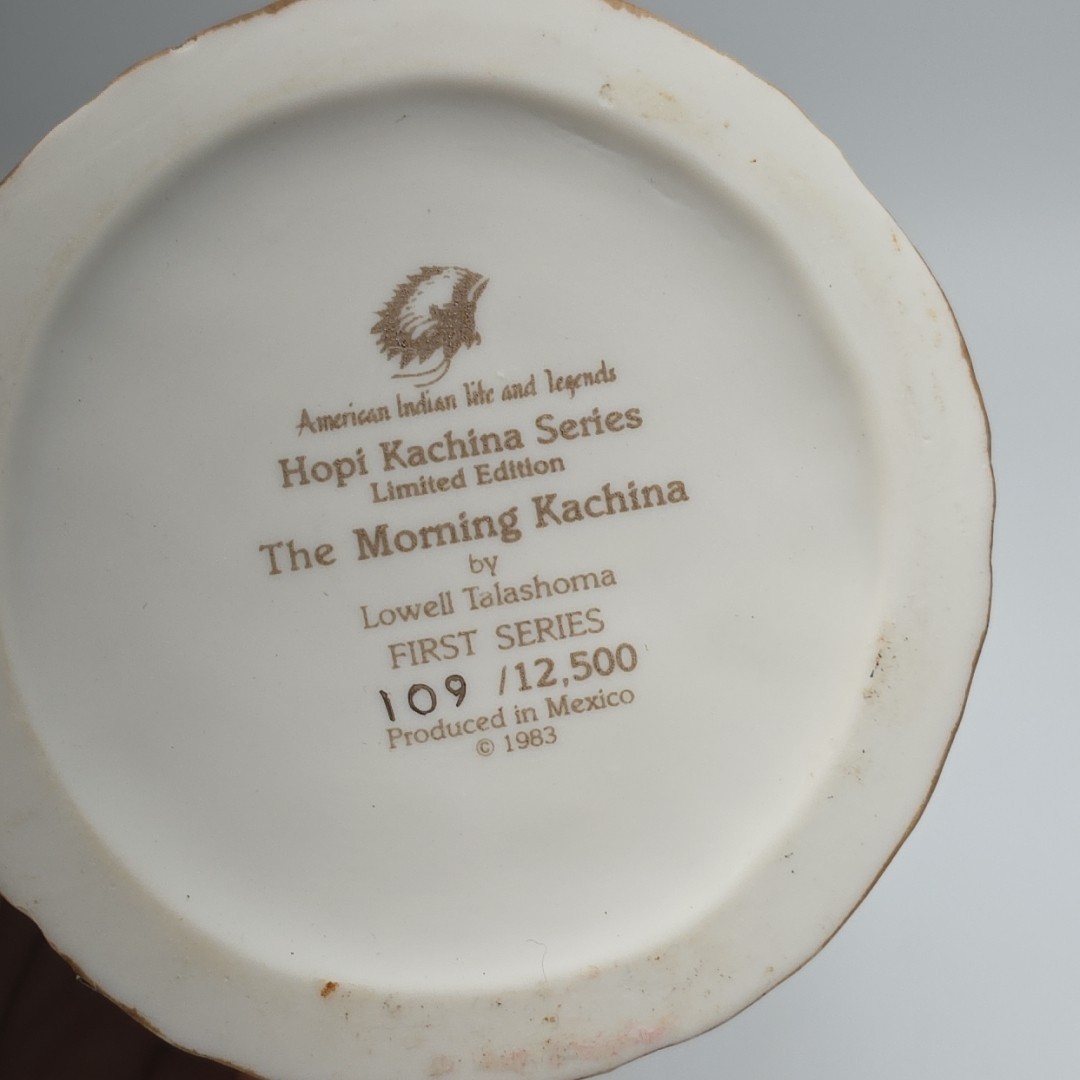 American Indian life and legends
Hopi Kachina Series
Limited Edition
The Morning Kachina
by
Lowell Talashoma
FIRST SERIES
109 /12,500
Produced in Mexico
© 1983